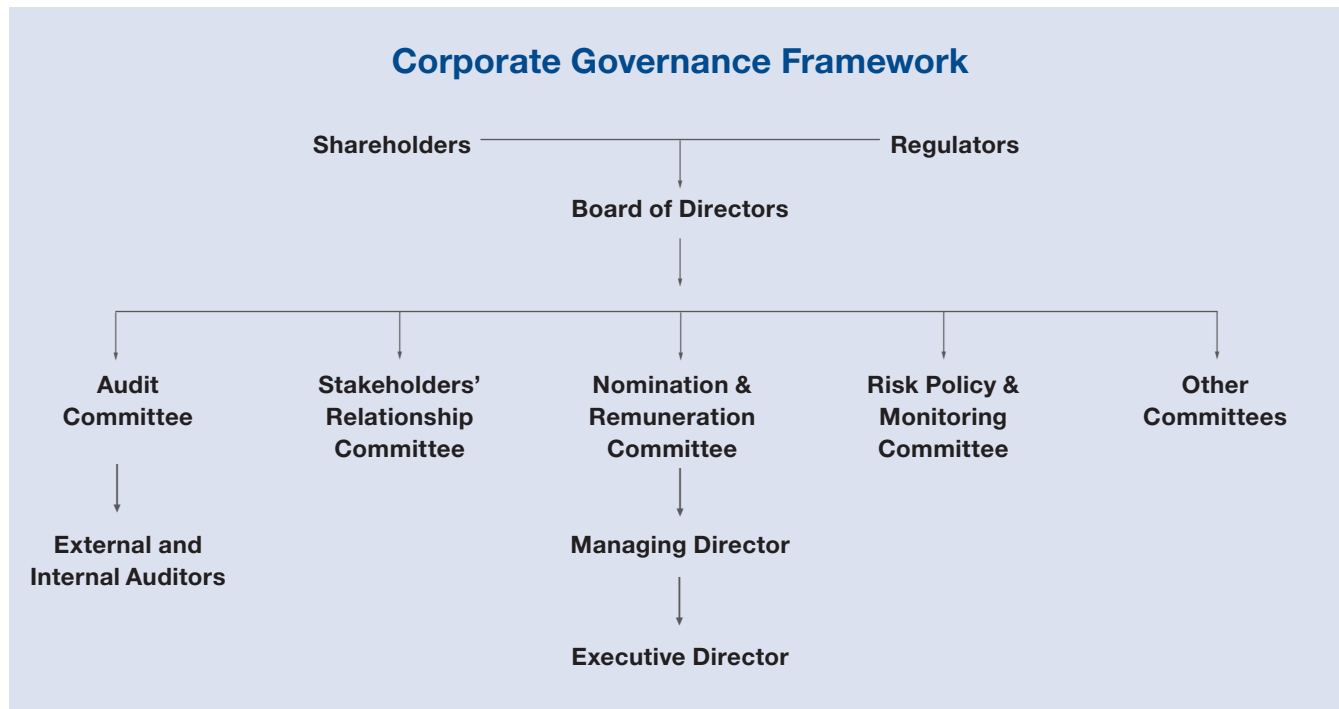 Corporate Governance Framework
Shareholders
Regulators
Board of Directors
Audit
Committee
Stakeholders’
Relationship
Committee
Nomination &
Remuneration
Committee
Risk Policy &
Monitoring
Committee
Other
Committees
External and
Internal Auditors
Managing Director
Executive Director